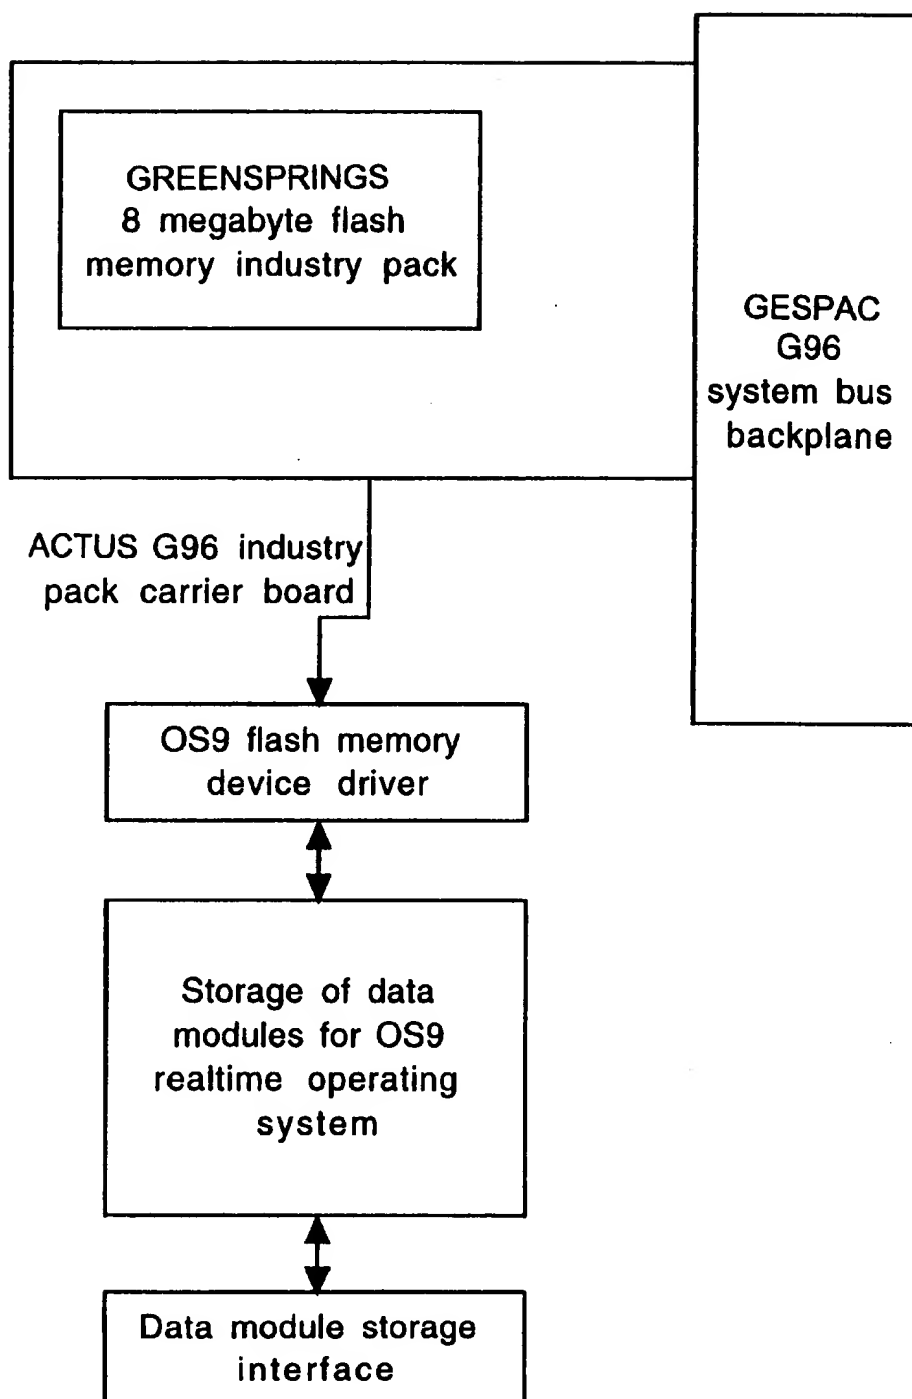 GREENSPRINGS
8 megabyte flash
memory industry pack
GESPAC
G96
system bus
backplane
ACTUS G96 industry
pack carrier board
OS9 flash memory
device driver
Storage of data
modules for OS9
realtime operating
system
Data module storage
interface